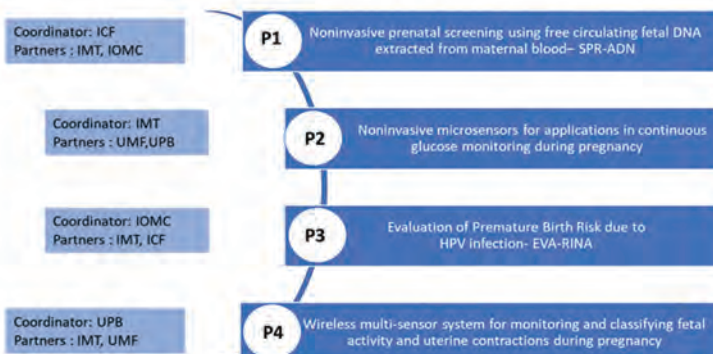 Coordinator: ICF
Partners : IMT, IOMC
P1
Noninvasive prenatal screening using free circulating fetal DNA
extracted from maternal blood– SPR-ADN
Coordinator: IMT
Partners : UMF,UPB
P2
Noninvasive microsensors for applications in continuous
glucose monitoring during pregnancy
Coordinator: IOMC
Partners : IMT, ICF
P3
Evaluation of Premature Birth Risk due to
HPV infection- EVA-RINA
Coordinator: UPB
Partners : IMT, UMF
P4
Wireless multi-sensor system for monitoring and classifying fetal
activity and uterine contractions during pregnancy